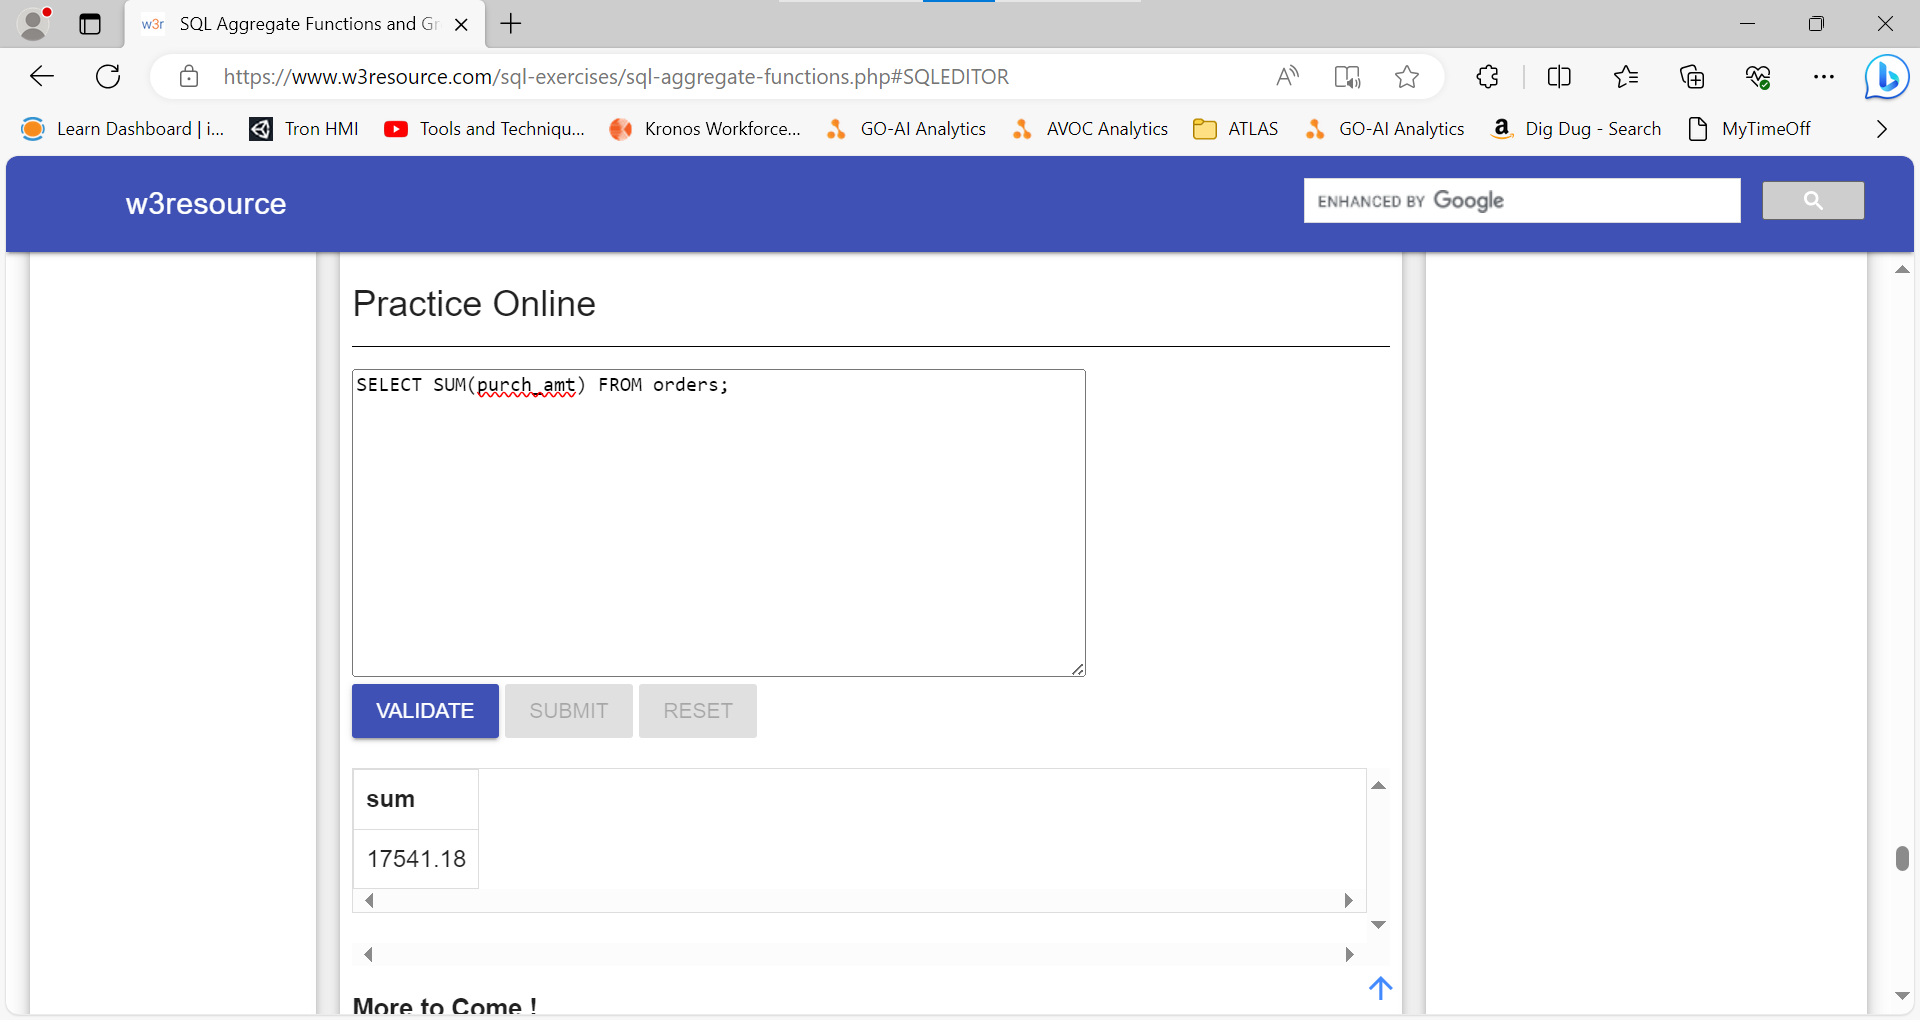 w3r SQL Aggregate Functions and Gr
https://www.w3resource.com/sql-exercises/sql-aggregate-functions.php#SQLEDITOR
Learn Dashboard | i... Tron HMI Tools and Techniqu... Kronos Workforce... GO-AI Analytics AVOC Analytics ATLAS GO-AI Analytics Dig Dug - Search MyTimeOff
w3resource ENHANCED BY Google
Practice Online
SELECT SUM(purch_amt) FROM orders;
VALIDATE SUBMIT RESET
sum
17541.18
More to Come !